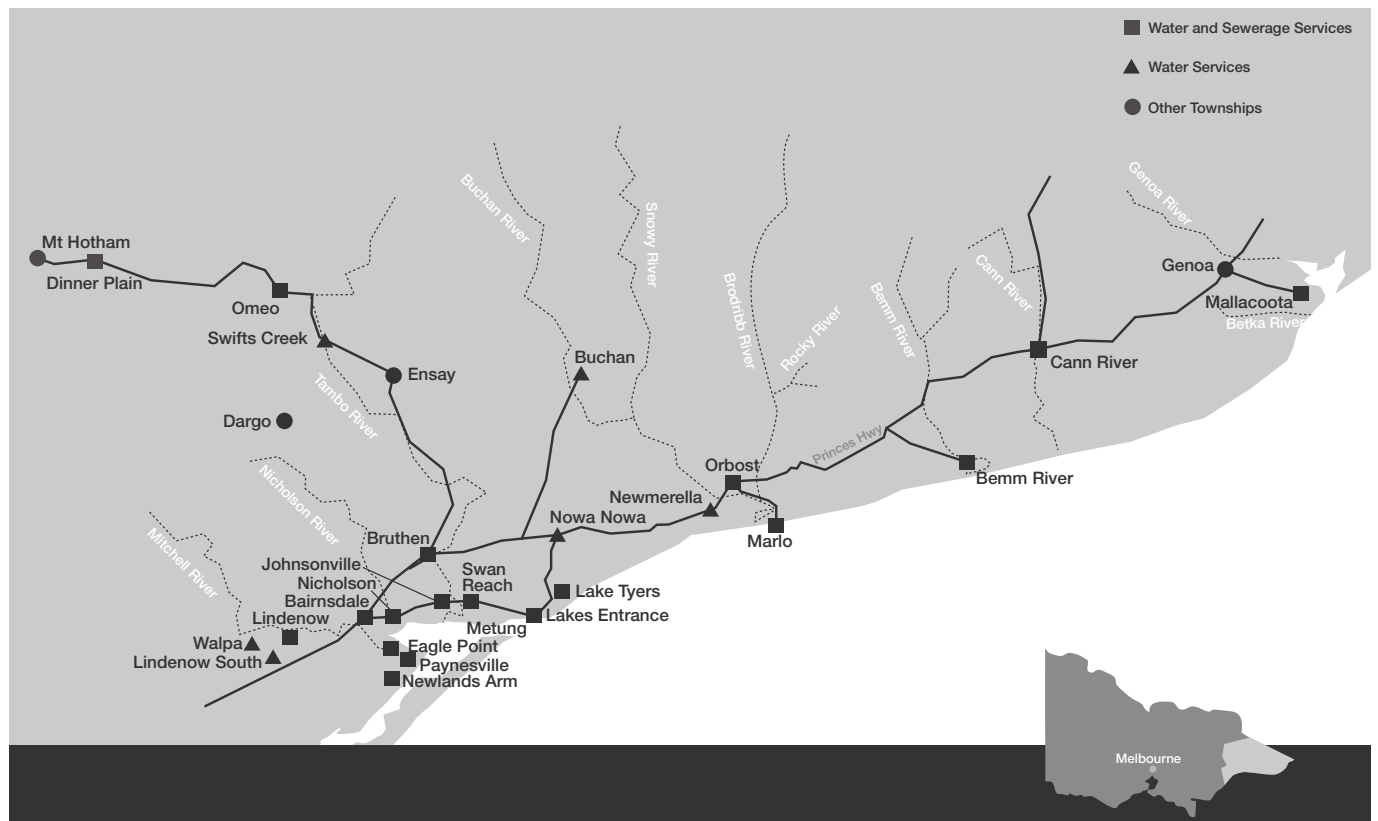 Water and Sewerage Services
Water Services
Other Townships
Genoa River
Buchan River
Snowy River
Mt Hotham
Dinner Plain
Omeo
Cann River
Genoa
Mallacoota
Betka River
Brodribb River
Rocky River
Bemm River
Swifts Creek
Buchan
Cann River
Ensay
Tambo River
Dargo
Princes Hwy
Nicholson River
Orbost
Bemm River
Newmerella
Nowa Nowa
Marlo
Mitchell River
Bruthen
Johnsonville
Swan
Reach
Nicholson
Bairnsdale
Lake Tyers
Lindenow
Lakes Entrance
Metung
Walpa
Eagle Point
Lindenow South
Paynesville
Newlands Arm
Melbourne